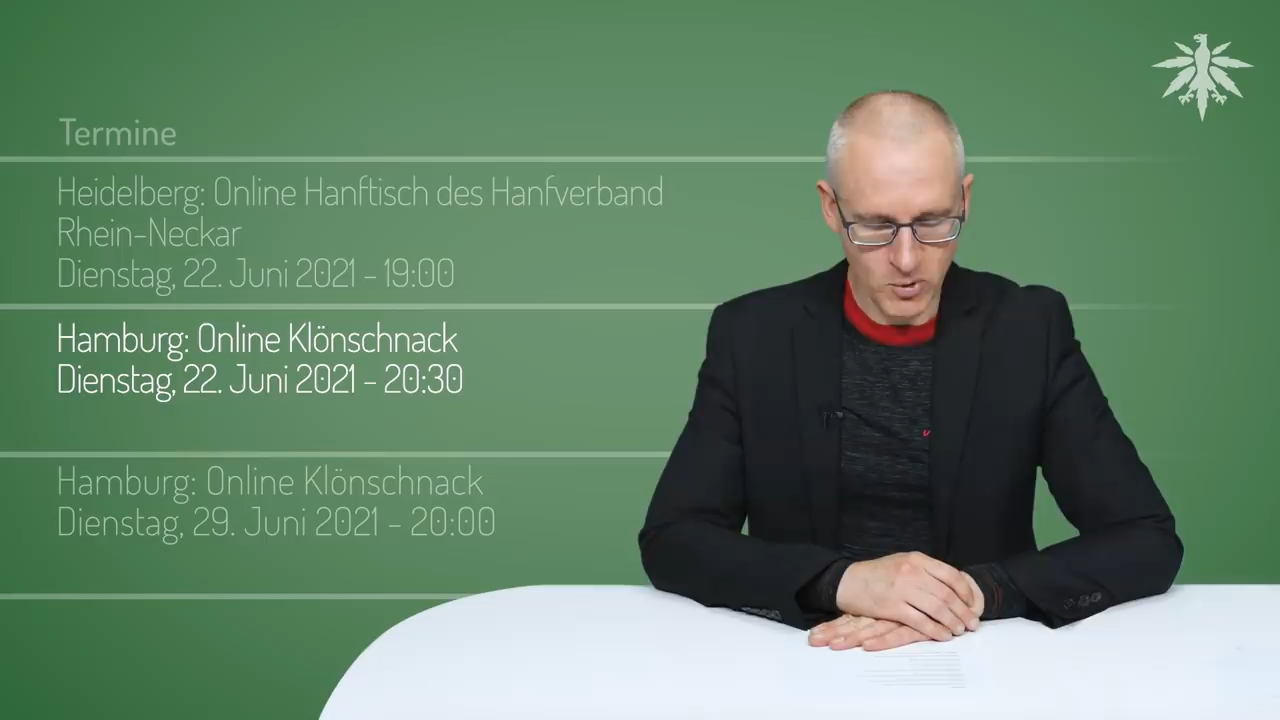 Termine
Heidelberg: Online Hanftisch des Hanfverband
Rhein-Neckar
Dienstag, 22. Juni 2021 - 19:00
Hamburg: Online Klönschnack
Dienstag, 22. Juni 2021 - 20:30
Hamburg: Online Klönschnack
Dienstag, 29. Juni 2021 - 20:00